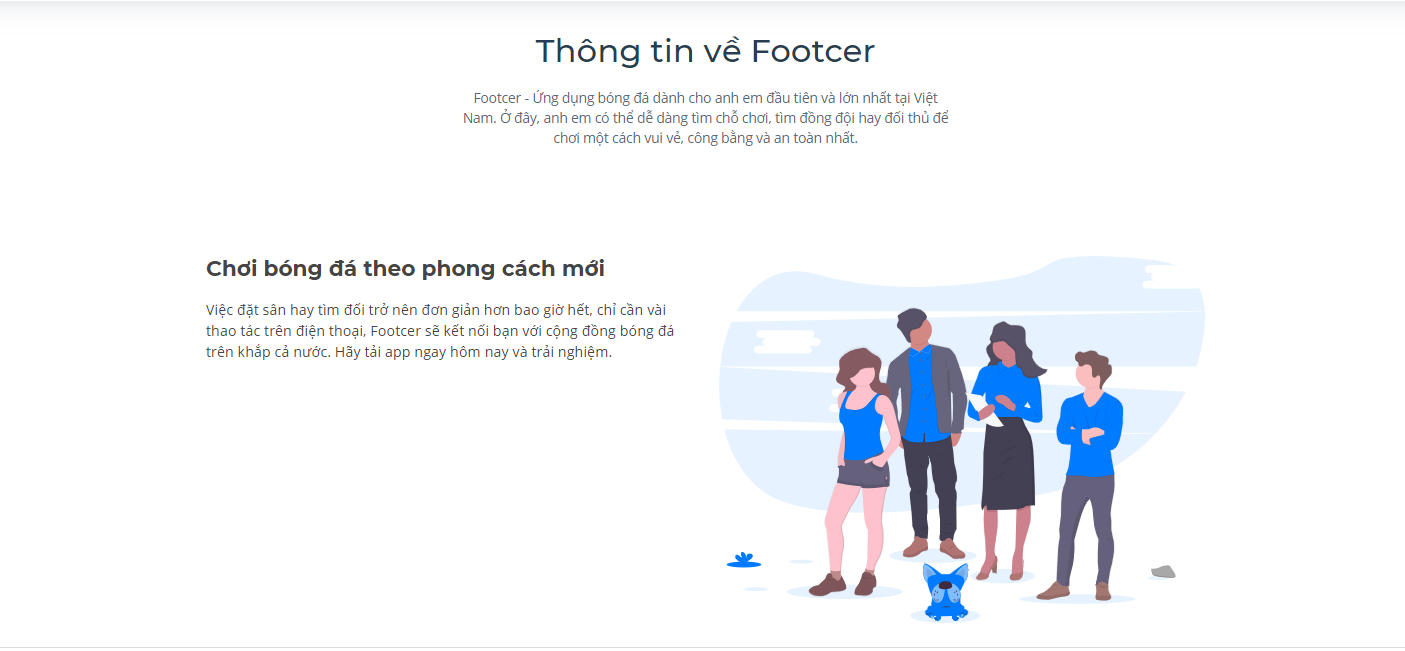 Thông tin về Footcer
Footcer - Ứng dụng bóng đá dành cho anh em đầu tiên và lớn nhất tại Việt
Nam. Ở đây, anh em có thể dễ dàng tìm chỗ chơi, tìm đồng đội hay đối thủ để
chơi một cách vui vẻ, công bằng và an toàn nhất.
Chơi bóng đá theo phong cách mới
Việc đặt sân hay tìm đối trở nên đơn giản hơn bao giờ hết, chỉ cần vài
thao tác trên điện thoại, Footcer sẽ kết nối bạn với cộng đồng bóng đá
trên khắp cả nước. Hãy tải app ngay hôm nay và trải nghiệm.